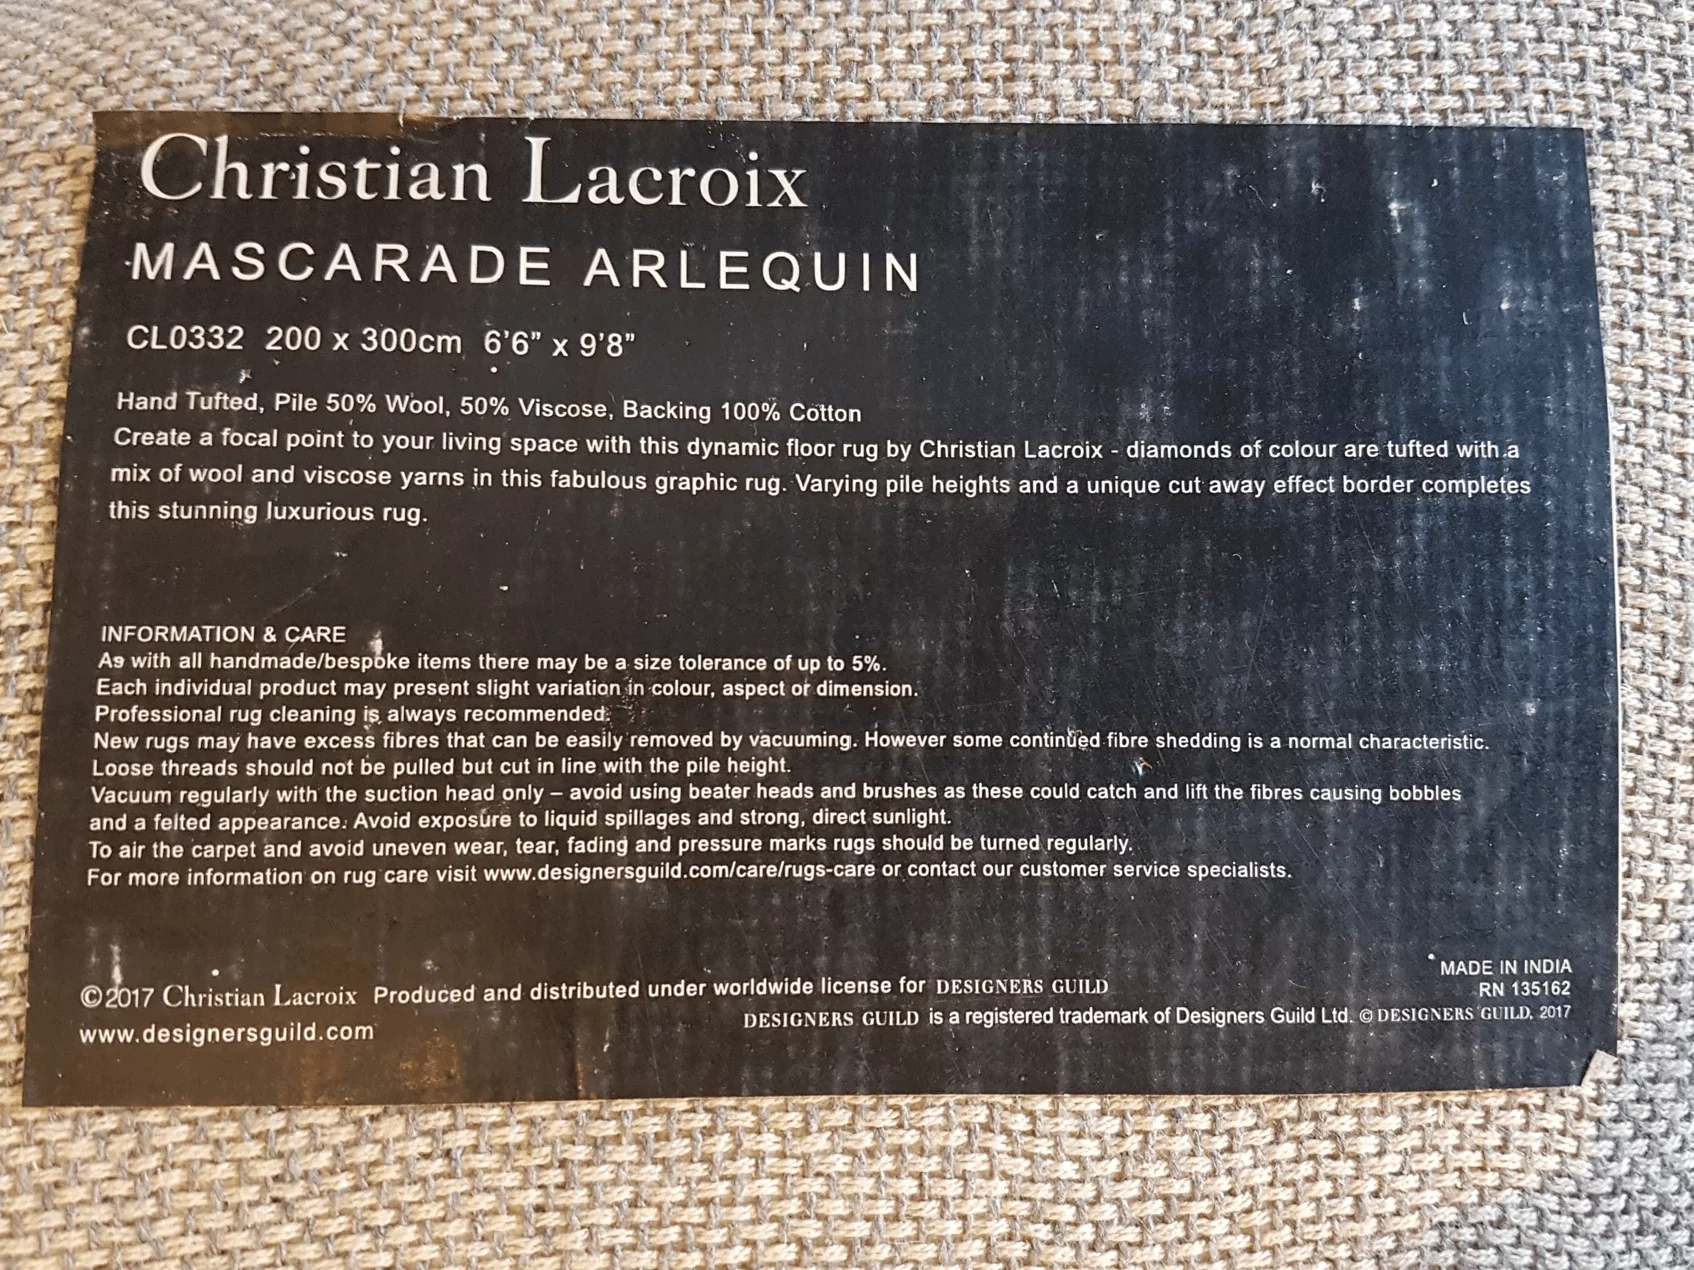 Christian Lacroix
MASCARADE ARLEQUIN
CL0332 200 x 300cm 6'6" x 9'8"
Hand Tufted, Pile 50% Wool, 50% Viscose, Backing 100% Cotton
Create a focal point to your living space with this dynamic floor rug by Christian Lacroix - diamonds of colour are tufted with a
mix of wool and viscose yarns in this fabulous graphic rug. Varying pile heights and a unique cut away effect border completes
this stunning luxurious rug.
INFORMATION & CARE
As with all handmade/bespoke items there may be a size tolerance of up to 5%.
Each individual product may present slight variation in colour, aspect or dimension.
Professional rug cleaning is always recommended.
New rugs may have excess fibres that can be easily removed by vacuuming. However some continued fibre shedding is a normal characteristic.
Loose threads should not be pulled but cut in line with the pile height.
Vacuum regularly with the suction head only – avoid using beater heads and brushes as these could catch and lift the fibres causing bobbles
and a felted appearance. Avoid exposure to liquid spillages and strong, direct sunlight.
To air the carpet and avoid uneven wear, tear, fading and pressure marks rugs should be turned regularly.
For more information on rug care visit www.designersguild.com/care/rugs-care or contact our customer service specialists.
MADE IN INDIA
RN 135162
©2017 Christian Lacroix Produced and distributed under worldwide license for DESIGNERS GUILD
DESIGNERS GUILD is a registered trademark of Designers Guild Ltd. © DESIGNERS GUILD, 2017
www.designersguild.com